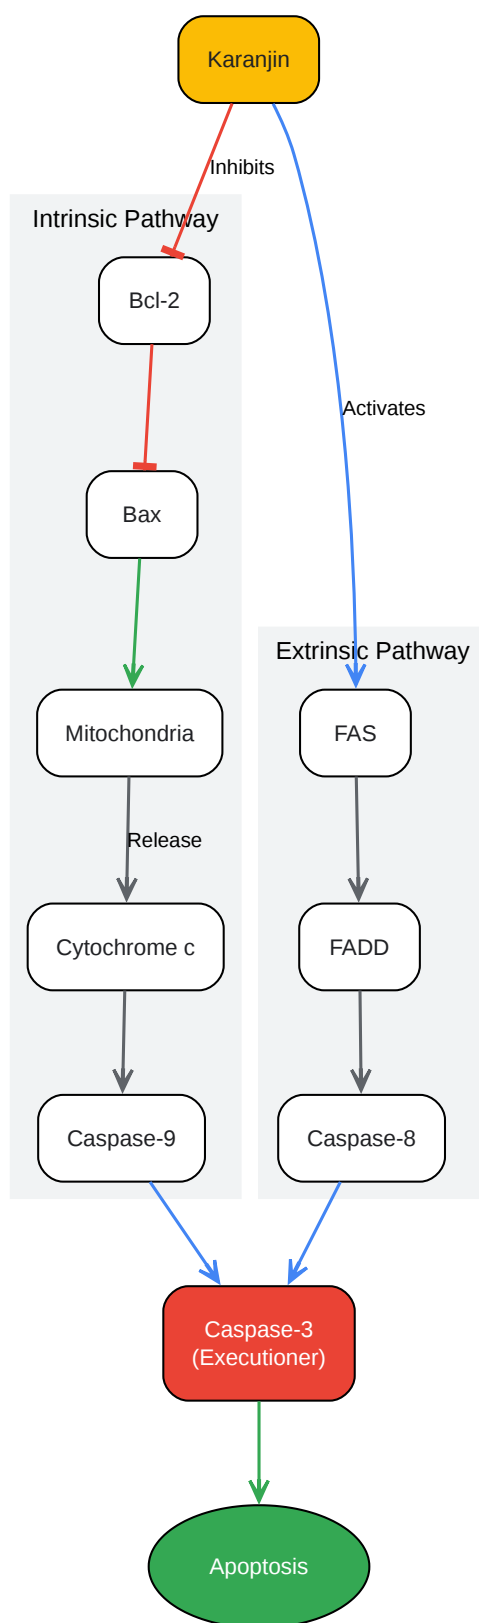 Karanjin
Inhibits
Intrinsic Pathway
Bcl-2
Activates
Bax
Extrinsic Pathway
Mitochondria
FAS
Release
Cytochrome c
FADD
Caspase-9
Caspase-8
Caspase-3
(Executioner)
Apoptosis